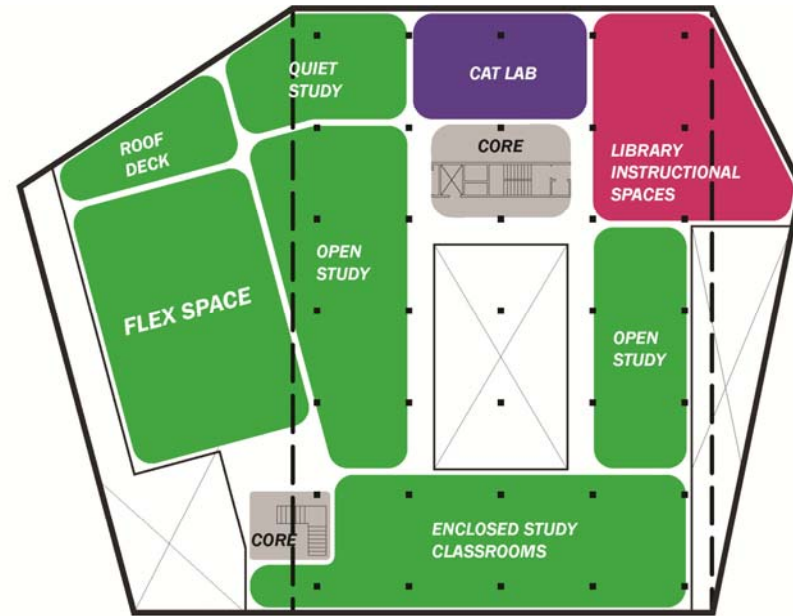 QUIET
STUDY
CAT LAB
ROOF
DECK
CORE
LIBRARY
INSTRUCTIONAL
SPACES
OPEN
STUDY
FLEX SPACE
OPEN
STUDY
CORE
ENCLOSED STUDY
CLASSROOMS